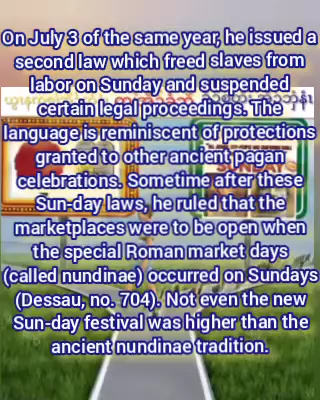 On July 3 of the same year, he issued a
second law which freed slaves from
labor on Sunday and suspended
certain legal proceedings. The
language is reminiscent of protections
granted to other ancient pagan
celebrations. Sometime after these
Sun-day laws, he ruled that the
marketplaces were to be open when
the special Roman market days
(called nundinae) occurred on Sundays
(Dessau, no. 704). Not even the new
Sun-day festival was higher than the
ancient nundinae tradition.